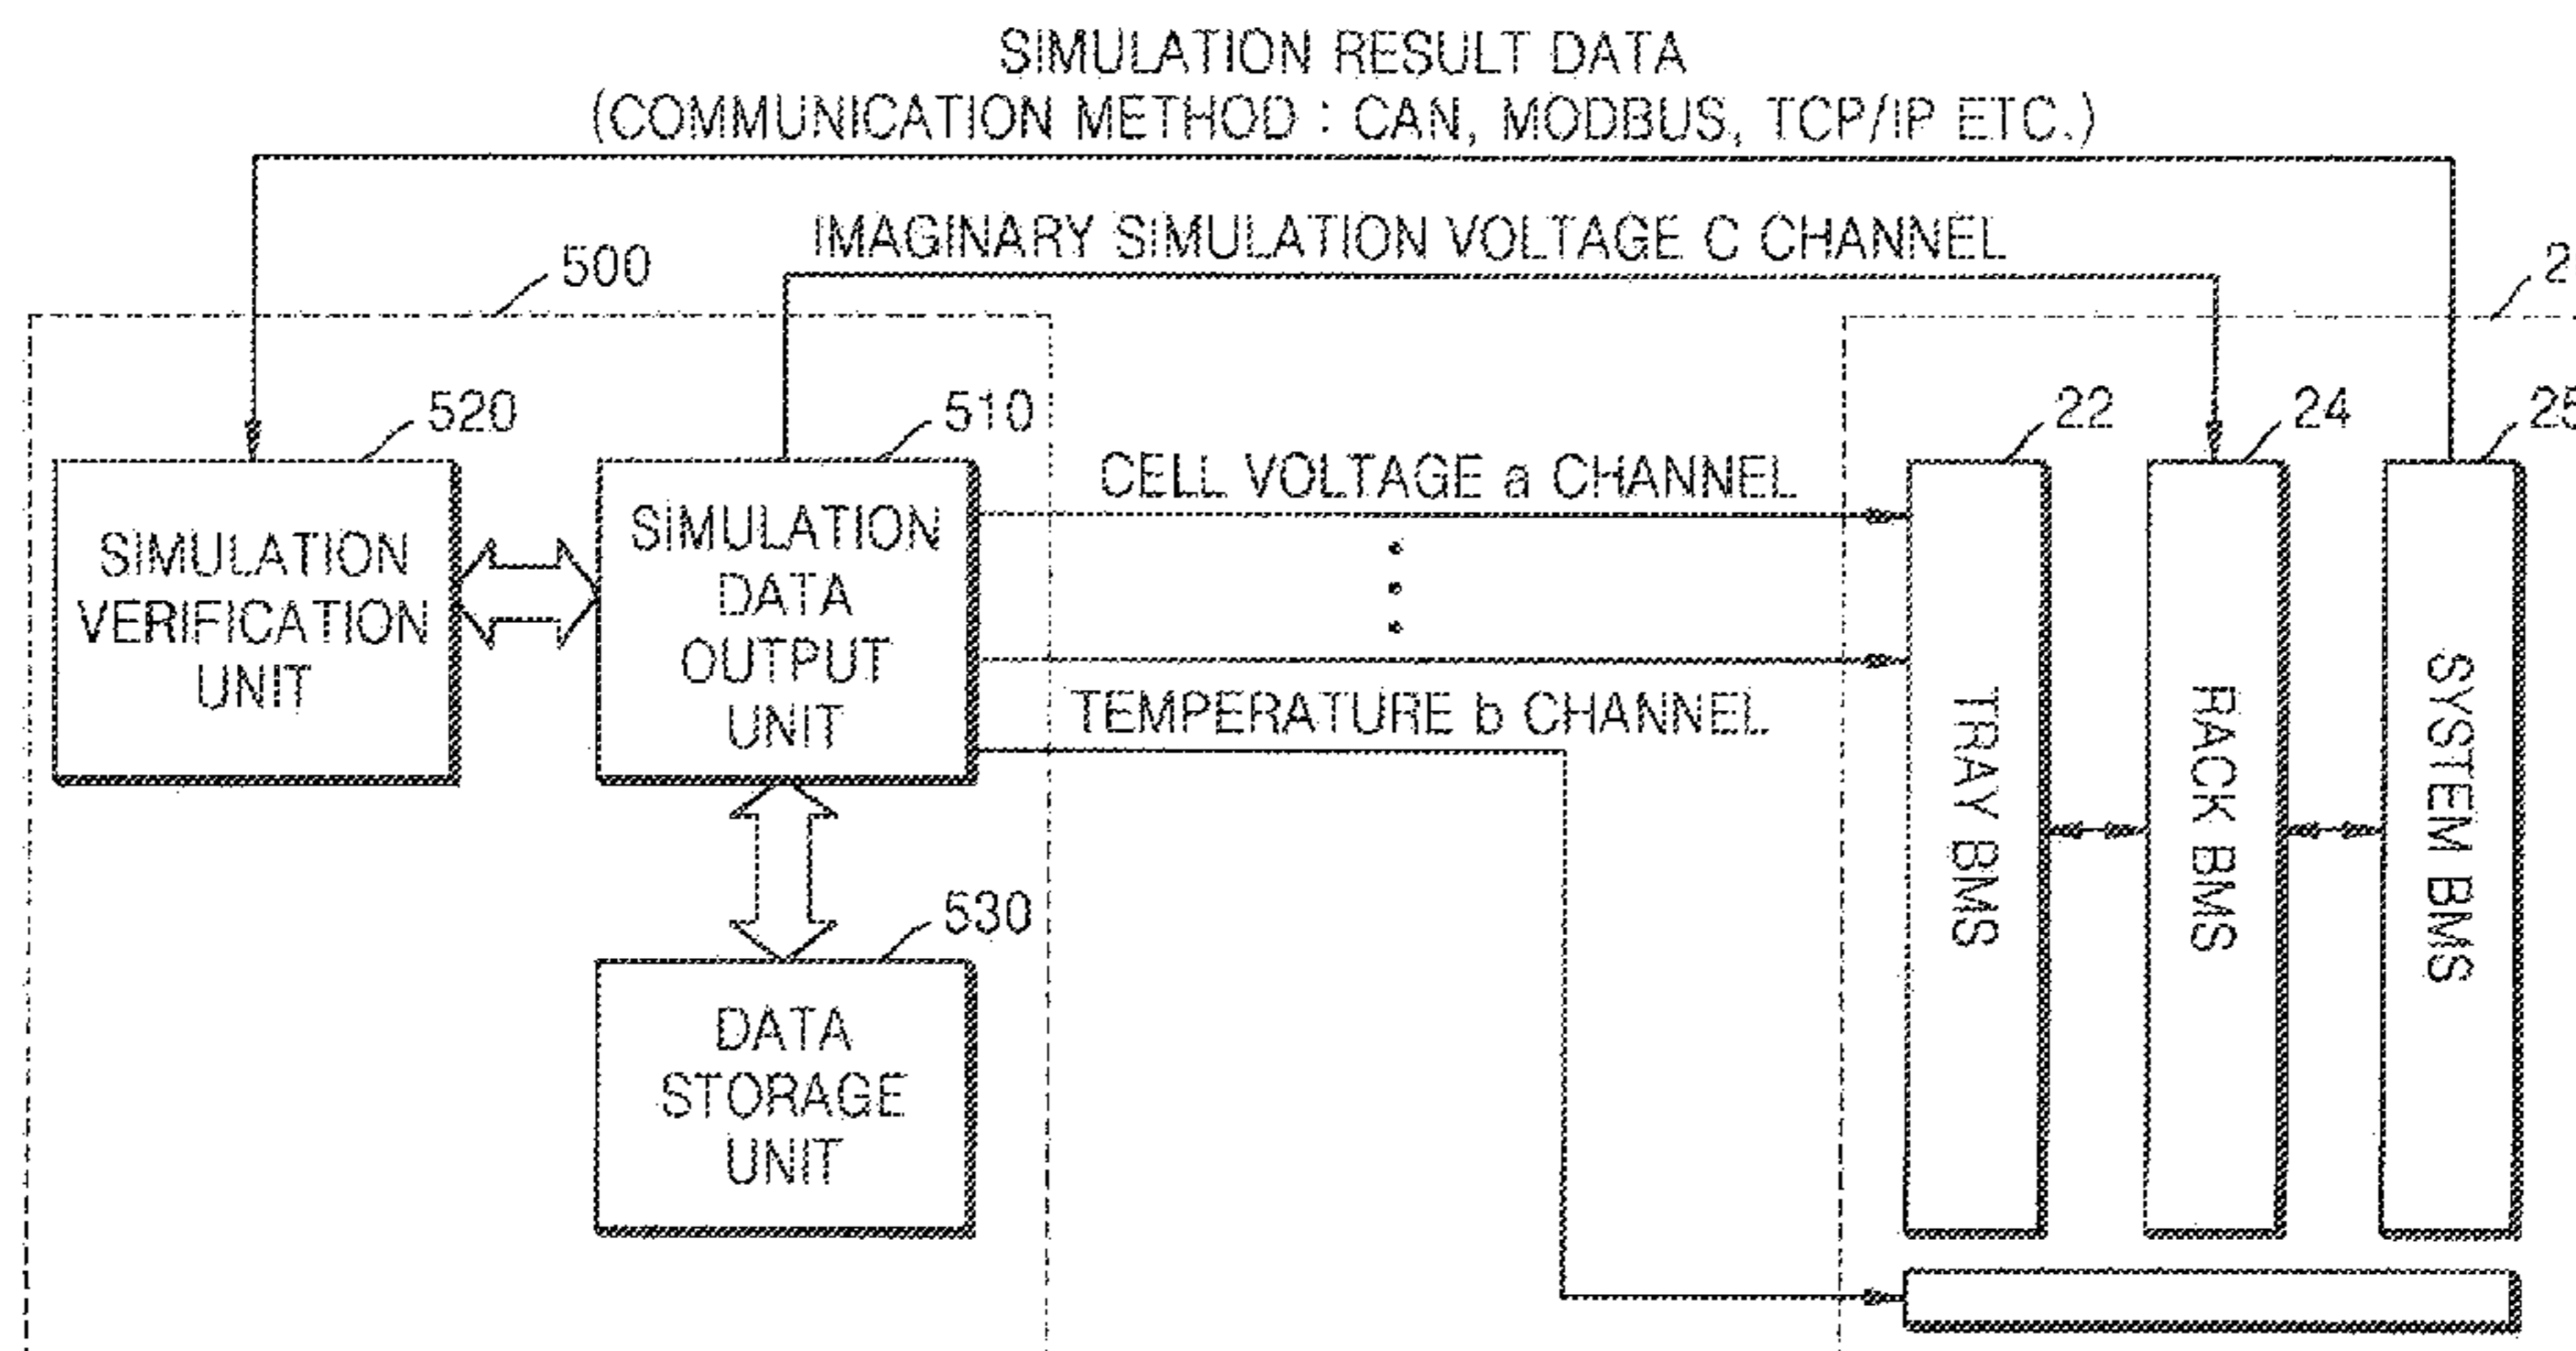 SIMULATION RESULT DATA
(COMMUNICATION METHOD : CAN, MODBUS, TCP/IP ETC.)
IMAGINARY SIMULATION VOLTAGE C CHANNEL
500
2
520
510
22
24
25
CELL VOLTAGE a CHANNEL
SIMULATION
VERIFICATION
UNIT
SIMULATION
DATA
OUTPUT
UNIT
TEMPERATURE b CHANNEL
TRAY BMS
RACK BMS
SYSTEM BMS
530
DATA
STORAGE
UNIT